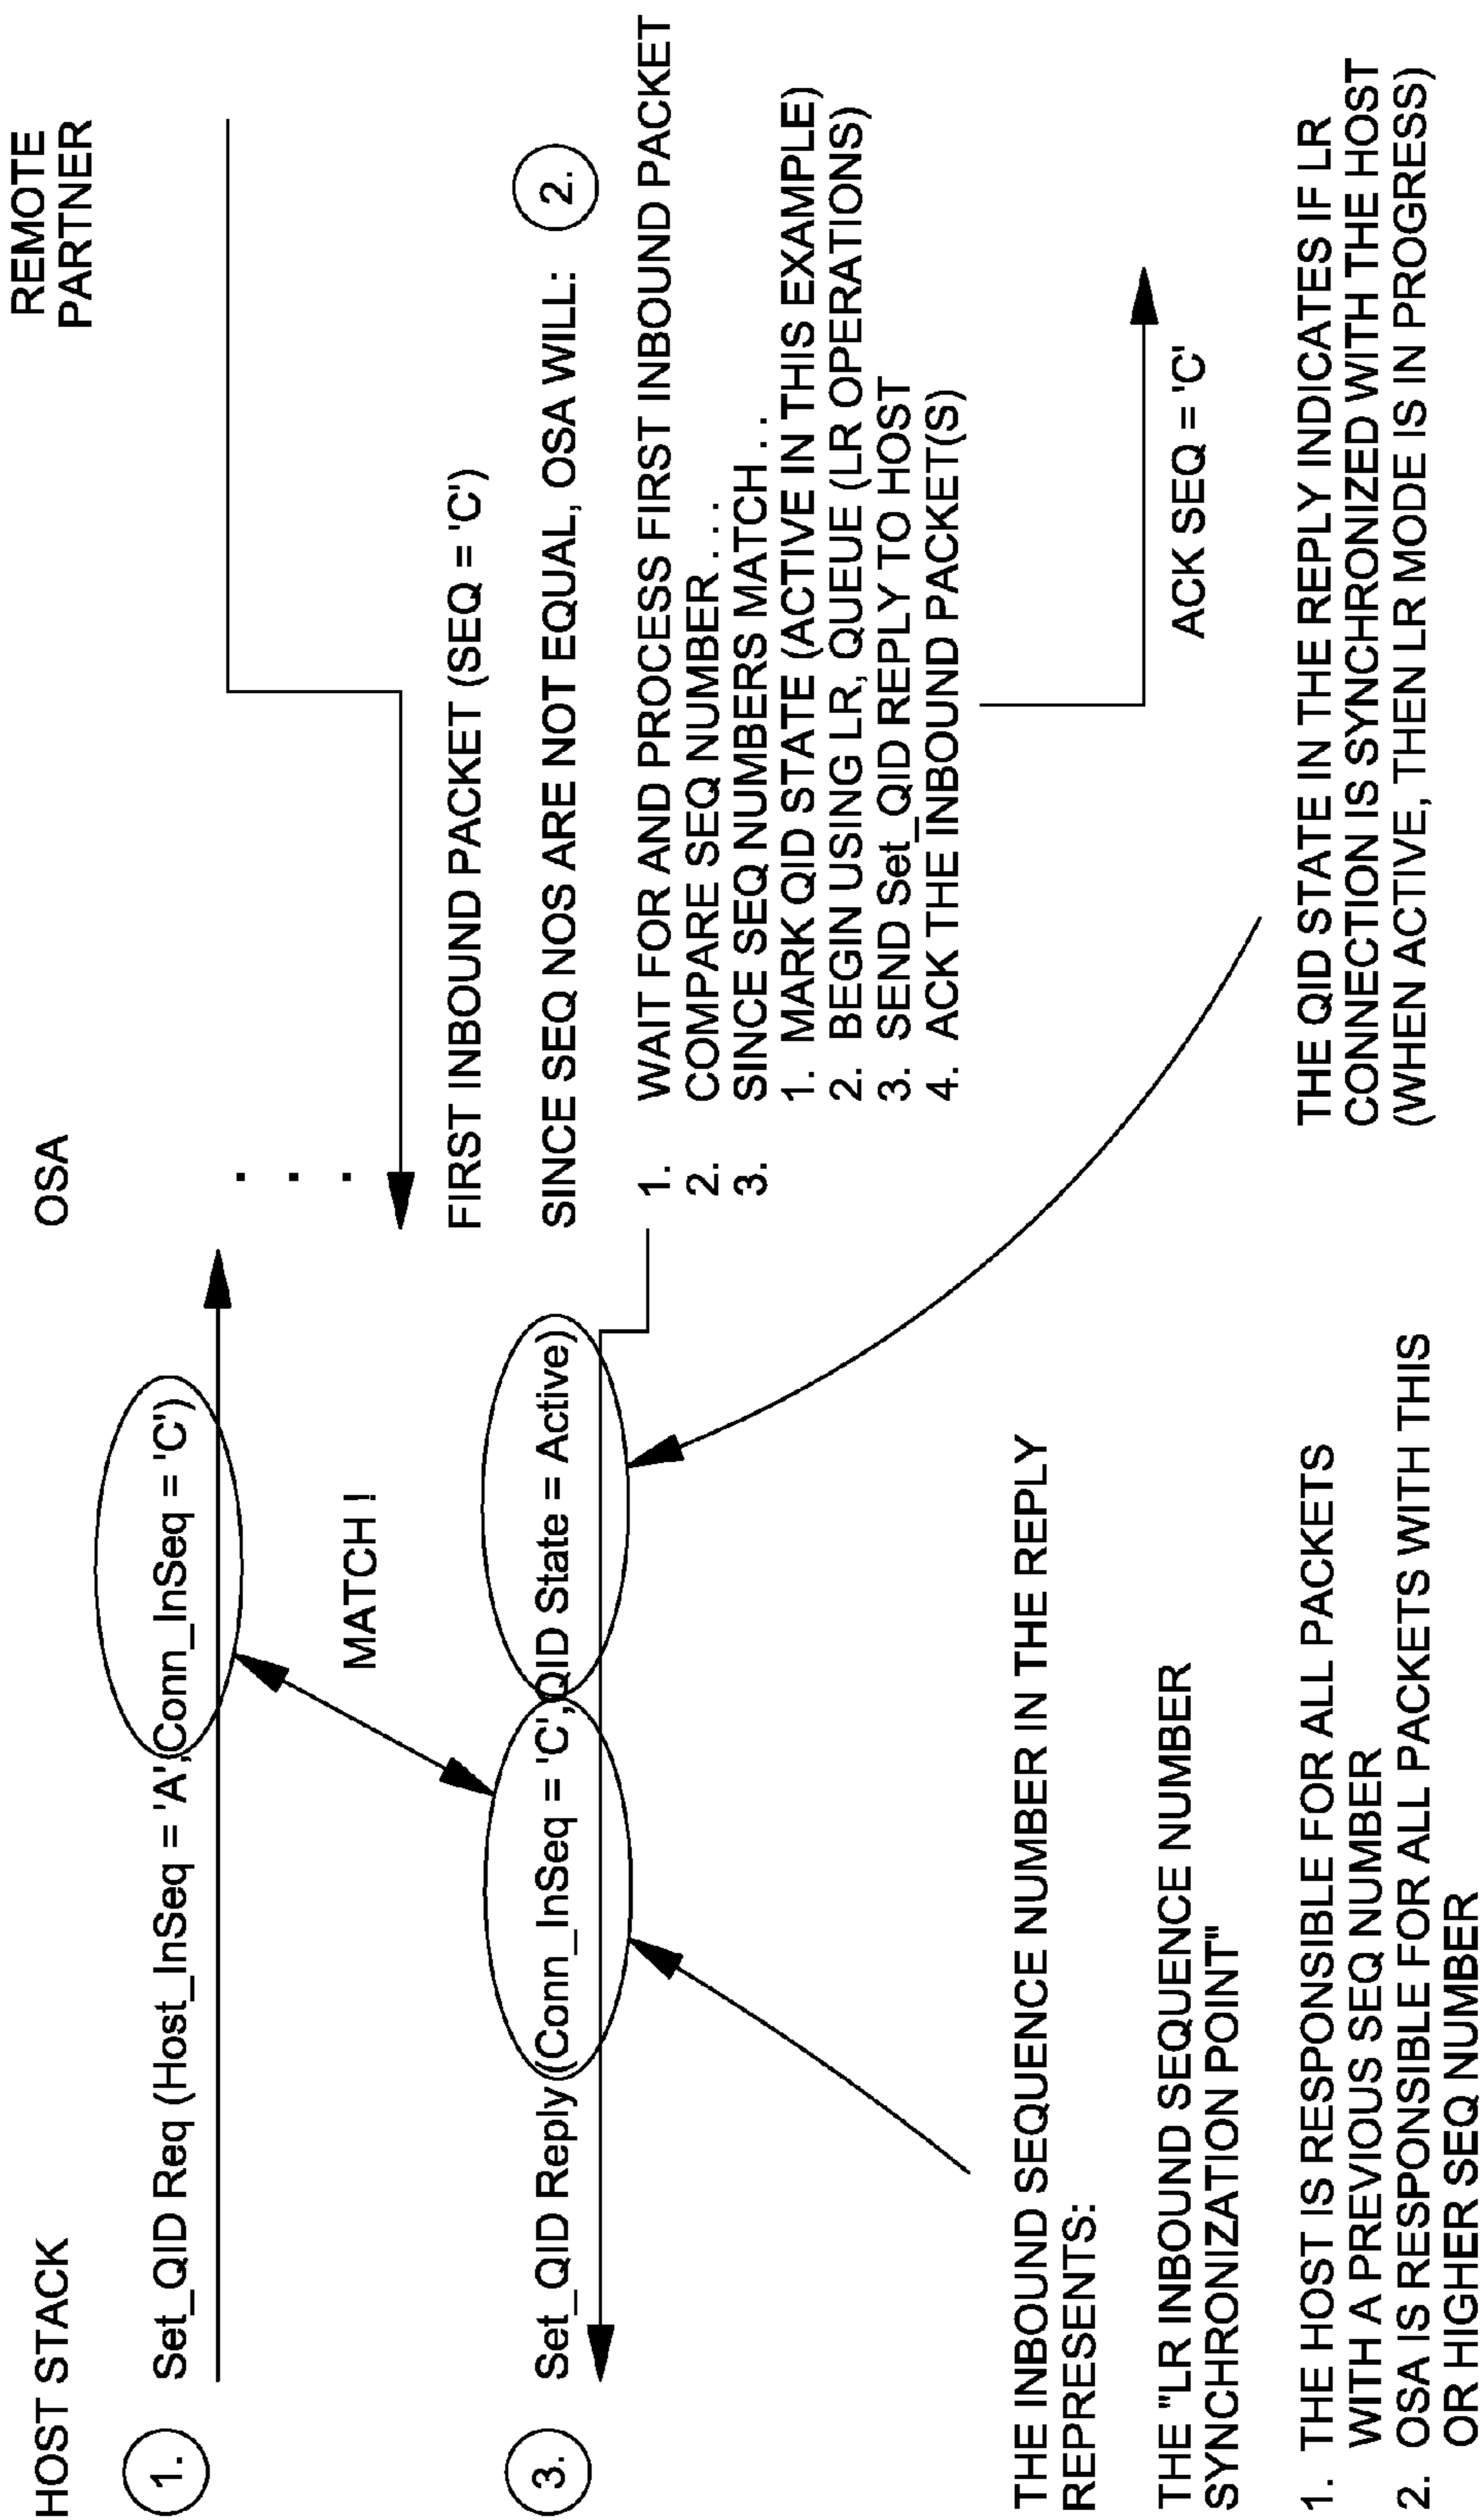 HOST STACK
OSA
REMOTE
PARTNER
1.
Set_QID Req (Host_InSeq = 'A',Conn_InSeq = 'C')
. . .
MATCH !
FIRST INBOUND PACKET (SEQ = 'C')
SINCE SEQ NOS ARE NOT EQUAL, OSA WILL:
2.
1. WAIT FOR AND PROCESS FIRST INBOUND PACKET
2. COMPARE SEQ NUMBER . . . .
3. SINCE SEQ NUMBERS MATCH . .
1. MARK QID STATE (ACTIVE IN THIS EXAMPLE)
2. BEGIN USING LR, QUEUE (LR OPERATIONS)
3. SEND Set_QID REPLY TO HOST
4. ACK THE INBOUND PACKET(S)
ACK SEQ = 'C'
3.
Set_QID Reply (Conn_InSeq = 'C',QID State = Active)
THE INBOUND SEQUENCE NUMBER IN THE REPLY
REPRESENTS:
THE "LR INBOUND SEQUENCE NUMBER
SYNCHRONIZATION POINT"
1. THE HOST IS RESPONSIBLE FOR ALL PACKETS
WITH A PREVIOUS SEQ NUMBER
2. OSA IS RESPONSIBLE FOR ALL PACKETS WITH THIS
OR HIGHER SEQ NUMBER
THE QID STATE IN THE REPLY INDICATES IF LR
CONNECTION IS SYNCHRONIZED WITH THE HOST
(WHEN ACTIVE, THEN LR MODE IS IN PROGRESS)